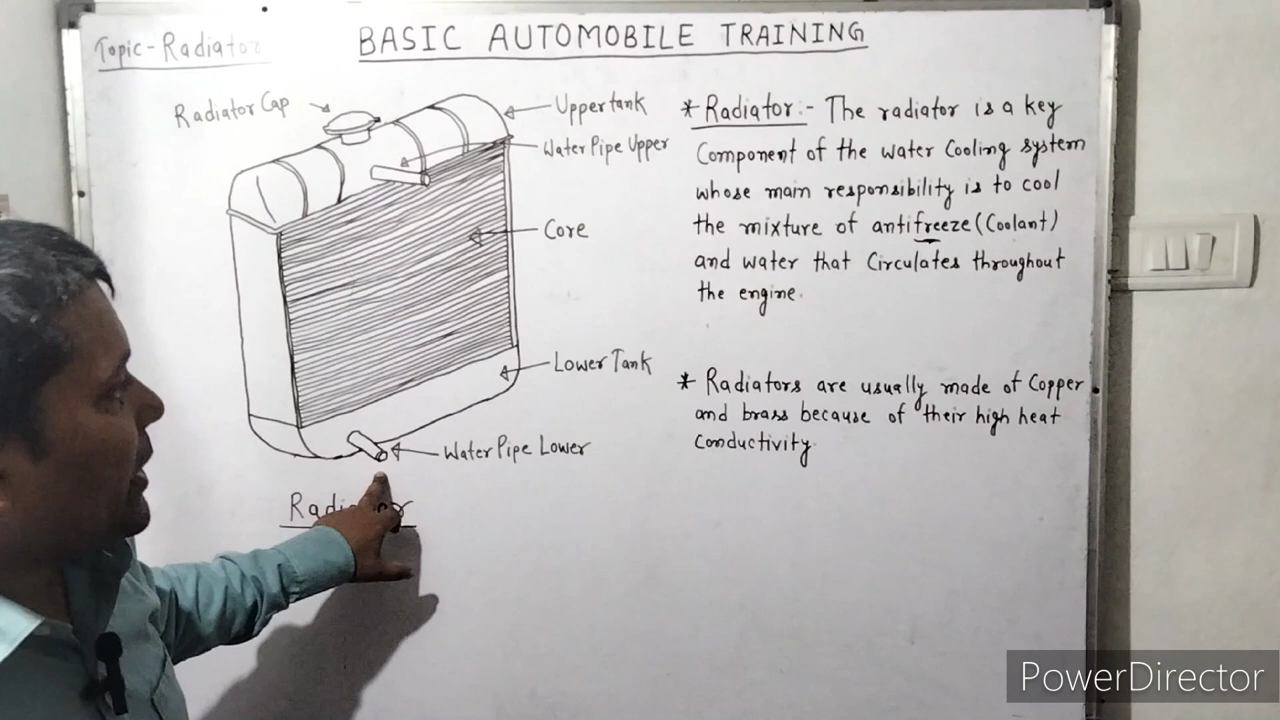 Topic - Radiator
BASIC AUTOMOBILE TRAINING
Radiator Cap
Upper tank
Water Pipe Upper
Core
Lower Tank
Water Pipe Lower
Radiator
* Radiator :- The radiator is a key
Component of the water Cooling system
whose main responsibility is to cool
the mixture of antifreeze (Coolant)
and water that Circulates throughout
the engine.
* Radiators are usually made of Copper
and brass because of their high heat
Conductivity.
PowerDirector